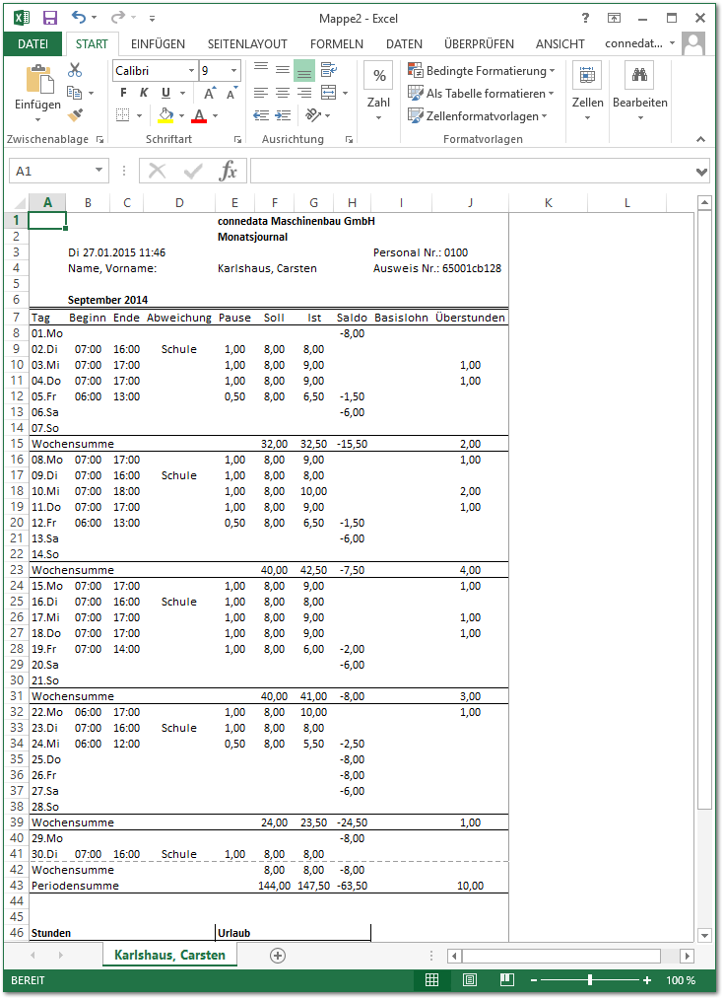 Mappe2 - Excel
?
DATEI START EINFÜGEN SEITENLAYOUT FORMELN DATEN ÜBERPRÜFEN ANSICHT connedat...
Einfügen
Zwischenablage
Calibri 9
F K U A A
A
Schriftart
Ausrichtung
%
Zahl
Bedingte Formatierung
Als Tabelle formatieren
Zellenformatvorlagen
Formatvorlagen
Zellen
Bearbeiten
A1 fx
A B C D E F G H I J K L
1 connedata Maschinenbau GmbH
2 Monatsjournal
3 Di 27.01.2015 11:46 Personal Nr.: 0100
4 Name, Vorname: Karlshaus, Carsten Ausweis Nr.: 65001cb128
5
6 September 2014
7 Tag Beginn Ende Abweichung Pause Soll Ist Saldo Basislohn Überstunden
8 01.Mo -8,00
9 02.Di 07:00 16:00 Schule 1,00 8,00 8,00
10 03.Mi 07:00 17:00 1,00 8,00 9,00 1,00
11 04.Do 07:00 17:00 1,00 8,00 9,00 1,00
12 05.Fr 06:00 13:00 0,50 8,00 6,50 -1,50
13 06.Sa -6,00
14 07.So
15 Wochensumme 32,00 32,50 -15,50 2,00
16 08.Mo 07:00 17:00 1,00 8,00 9,00 1,00
17 09.Di 07:00 16:00 Schule 1,00 8,00 8,00
18 10.Mi 07:00 18:00 1,00 8,00 10,00 2,00
19 11.Do 07:00 17:00 1,00 8,00 9,00 1,00
20 12.Fr 06:00 13:00 0,50 8,00 6,50 -1,50
21 13.Sa -6,00
22 14.So
23 Wochensumme 40,00 42,50 -7,50 4,00
24 15.Mo 07:00 17:00 1,00 8,00 9,00 1,00
25 16.Di 07:00 16:00 Schule 1,00 8,00 8,00
26 17.Mi 07:00 17:00 1,00 8,00 9,00 1,00
27 18.Do 07:00 17:00 1,00 8,00 9,00 1,00
28 19.Fr 07:00 14:00 1,00 8,00 6,00 -2,00
29 20.Sa -6,00
30 21.So
31 Wochensumme 40,00 41,00 -8,00 3,00
32 22.Mo 06:00 17:00 1,00 8,00 10,00 1,00
33 23.Di 07:00 16:00 Schule 1,00 8,00 8,00
34 24.Mi 06:00 12:00 0,50 8,00 5,50 -2,50
35 25.Do -8,00
36 26.Fr -8,00
37 27.Sa -6,00
38 28.So
39 Wochensumme 24,00 23,50 -24,50 1,00
40 29.Mo -8,00
41 30.Di 07:00 16:00 Schule 1,00 8,00 8,00
42 Wochensumme 8,00 8,00 -8,00
43 Periodensumme 144,00 147,50 -63,50 10,00
44
45
46 Stunden Urlaub
Karlshaus, Carsten
BEREIT 100 %